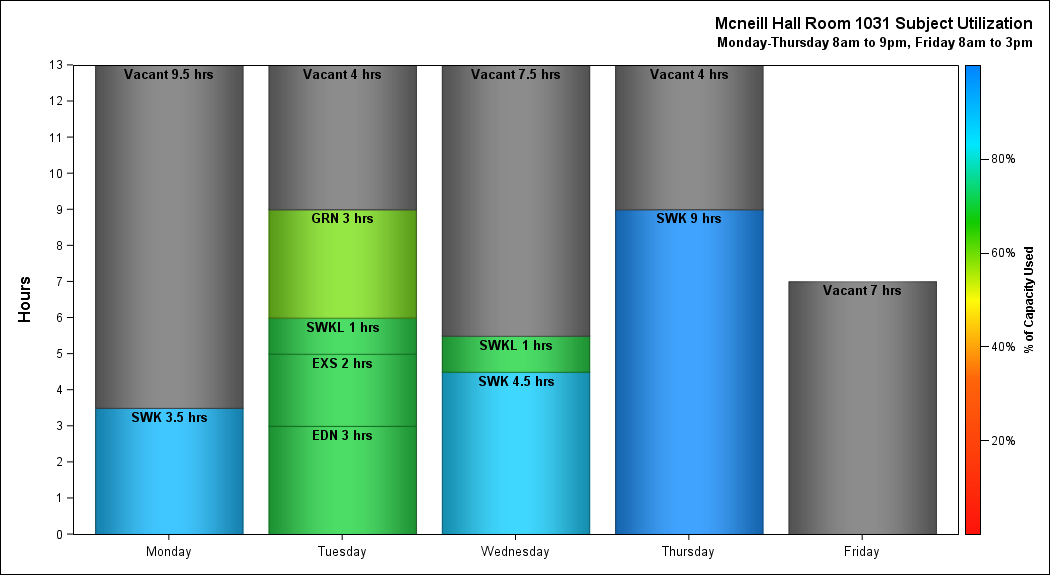 Mcneill Hall Room 1031 Subject Utilization
Monday-Thursday 8am to 9pm, Friday 8am to 3pm
Hours
13
12
11
10
9
8
7
6
5
4
3
2
1
0
Vacant 9.5 hrs
SWK 3.5 hrs
Vacant 4 hrs
GRN 3 hrs
SWKL 1 hrs
EXS 2 hrs
EDN 3 hrs
Vacant 7.5 hrs
SWKL 1 hrs
SWK 4.5 hrs
Vacant 4 hrs
SWK 9 hrs
Vacant 7 hrs
Monday
Tuesday
Wednesday
Thursday
Friday
80%
60%
40%
20%
% of Capacity Used